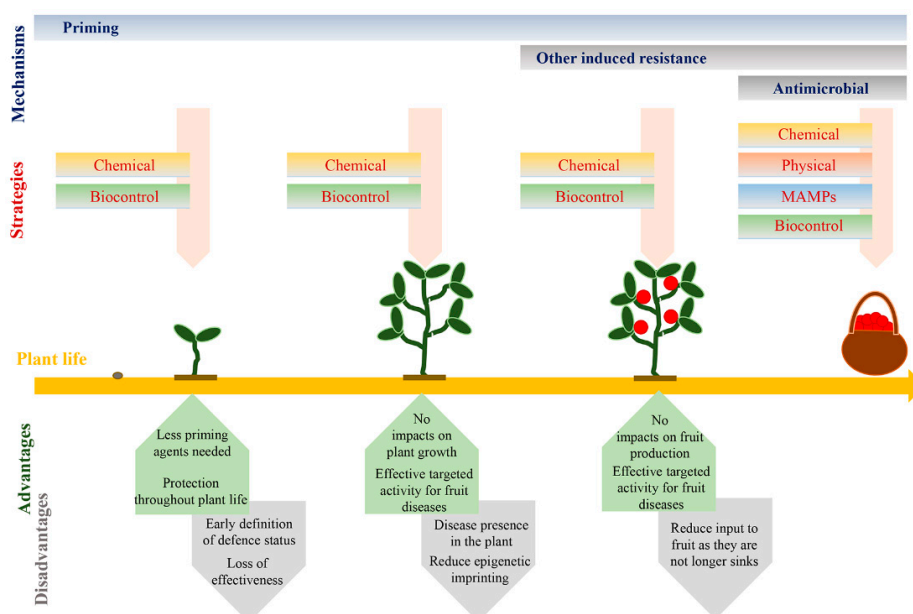 Mechanisms
Priming
Other induced resistance
Antimicrobial
Strategies
Chemical
Biocontrol
Chemical
Biocontrol
Chemical
Biocontrol
Chemical
Physical
MAMPs
Biocontrol
Plant life
Advantages
Less priming
agents needed
Protection
throughout plant life
No
impacts on
plant growth
Effective targeted
activity for fruit
diseases
No
impacts on fruit
production
Effective targeted
activity for fruit
diseases
Disadvantages
Early definition
of defence status
Loss of
effectiveness
Disease presence
in the plant
Reduce epigenetic
imprinting
Reduce input to
fruit as they are
not longer sinks